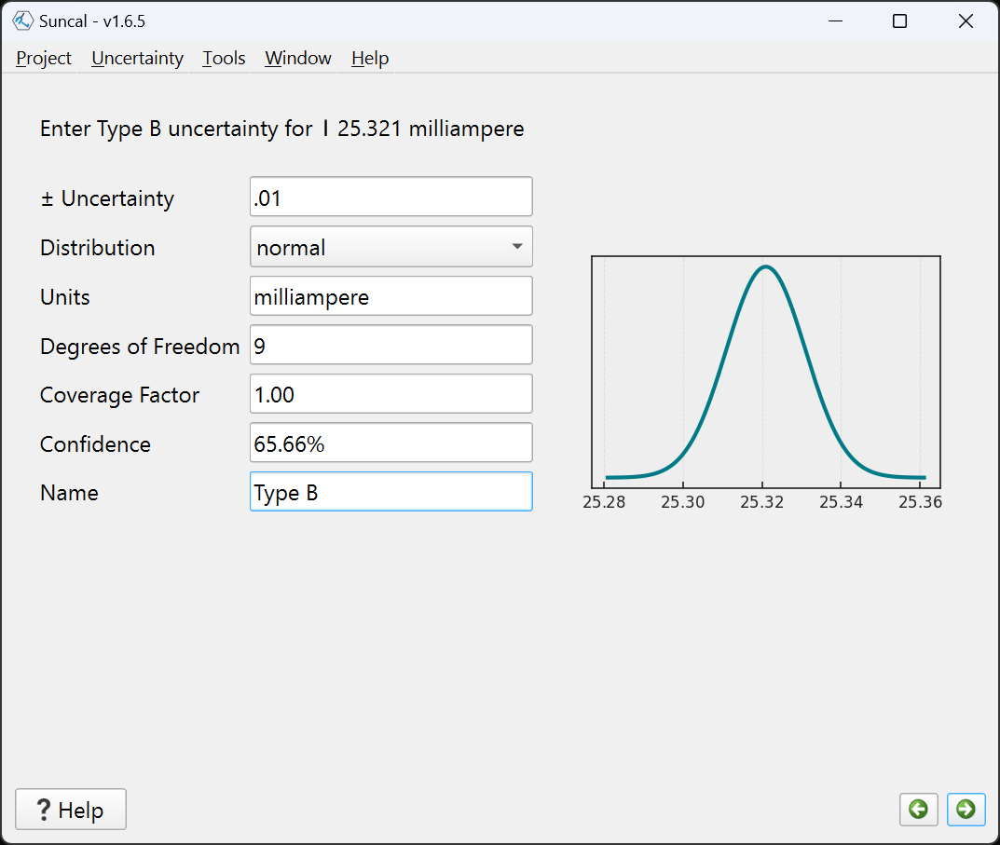 Suncal - v1.6.5
Project Uncertainty Tools Window Help
Enter Type B uncertainty for I 25.321 milliampere
± Uncertainty .01
Distribution normal
Units milliampere
Degrees of Freedom 9
Coverage Factor 1.00
Confidence 65.66%
Name Type B
25.28 25.30 25.32 25.34 25.36
? Help